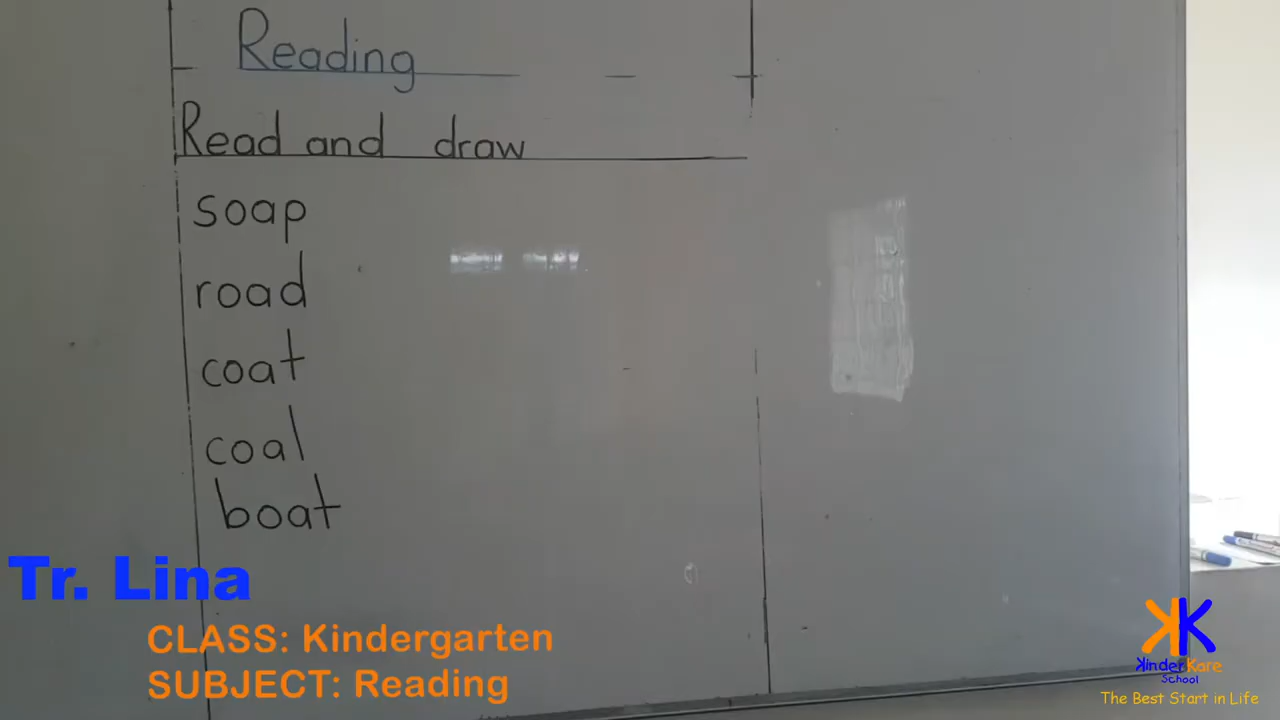 Reading
Read and draw
soap
road
coat
coal
boat
Tr. Lina
CLASS: Kindergarten
SUBJECT: Reading
KK
KinderKare
School
The Best Start in Life